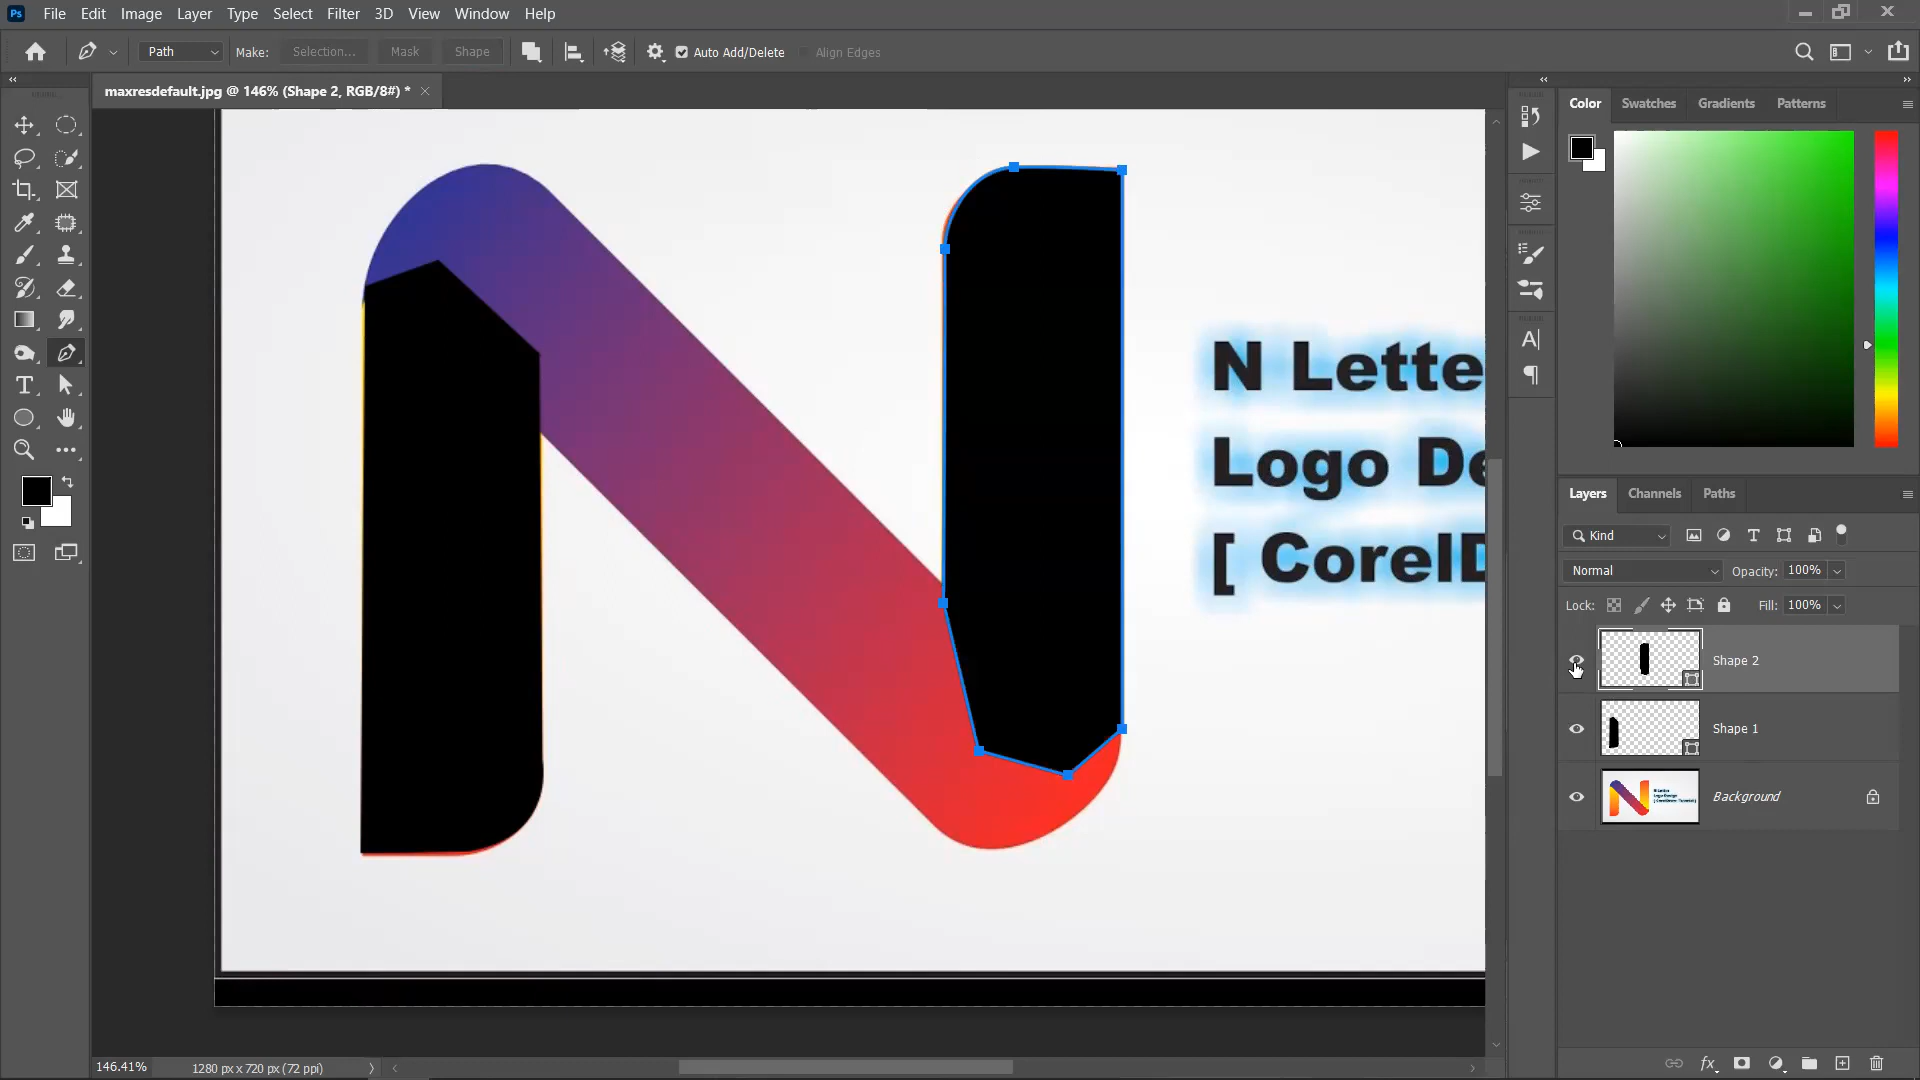 Ps File Edit Image Layer Type Select Filter 3D View Window Help
Path Make: Selection... Mask Shape Auto Add/Delete Align Edges
maxresdefault.jpg @ 146% (Shape 2, RGB/8#) *
Color Swatches Gradients Patterns
N Lette
Logo De
[ CorelD
Layers Channels Paths
Kind
Normal Opacity: 100%
Lock: Fill: 100%
Shape 2
Shape 1
Background
146.41% 1280 px x 720 px (72 ppi)
fx